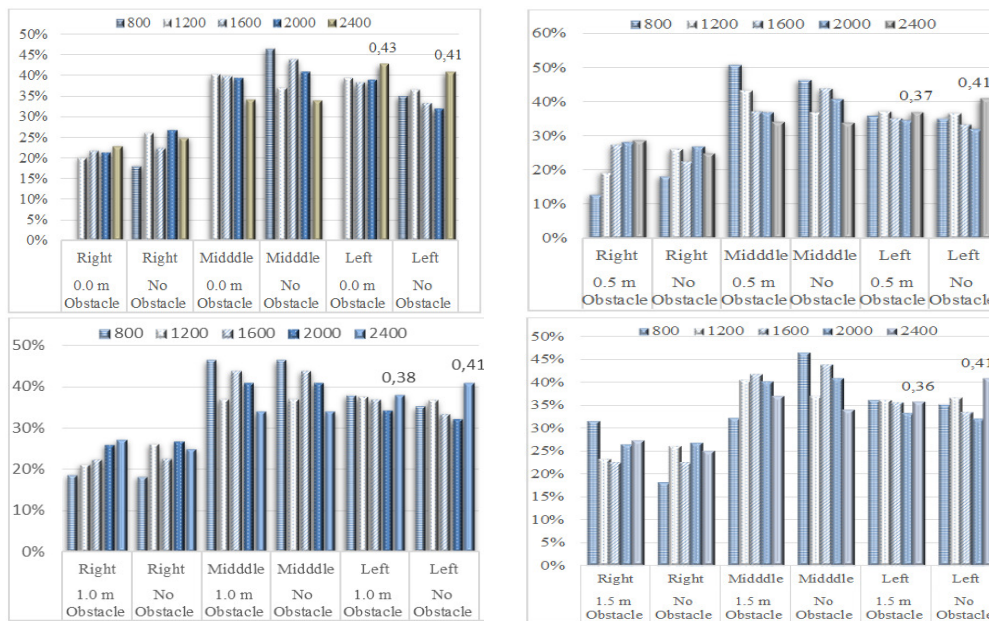 800 1200 1600 2000 2400
50%
45%
40%
35%
30%
25%
20%
15%
10%
5%
0%
0,43
0,41
Right Right Midddle Midddle Left Left
0.0 m No 0.0 m No 0.0 m No
Obstacle Obstacle Obstacle Obstacle Obstacle Obstacle
800 1200 1600 2000 2400
60%
50%
40%
30%
20%
10%
0%
0,37
0,41
Right Right Midddle Midddle Left Left
0.5 m No 0.5 m No 0.5 m No
Obstacle Obstacle Obstacle Obstacle Obstacle Obstacle
800 1200 1600 2000 2400
50%
40%
30%
20%
10%
0%
0,38
0,41
Right Right Midddle Midddle Left Left
1.0 m No 1.0 m No 1.0 m No
Obstacle Obstacle Obstacle Obstacle Obstacle Obstacle
800 1200 1600 2000 2400
50%
45%
40%
35%
30%
25%
20%
15%
10%
5%
0%
0,36
0,41
Right Right Midddle Midddle Left Left
1.5 m No 1.5 m No 1.5 m No
Obstacle Obstacle Obstacle Obstacle Obstacle Obstacle